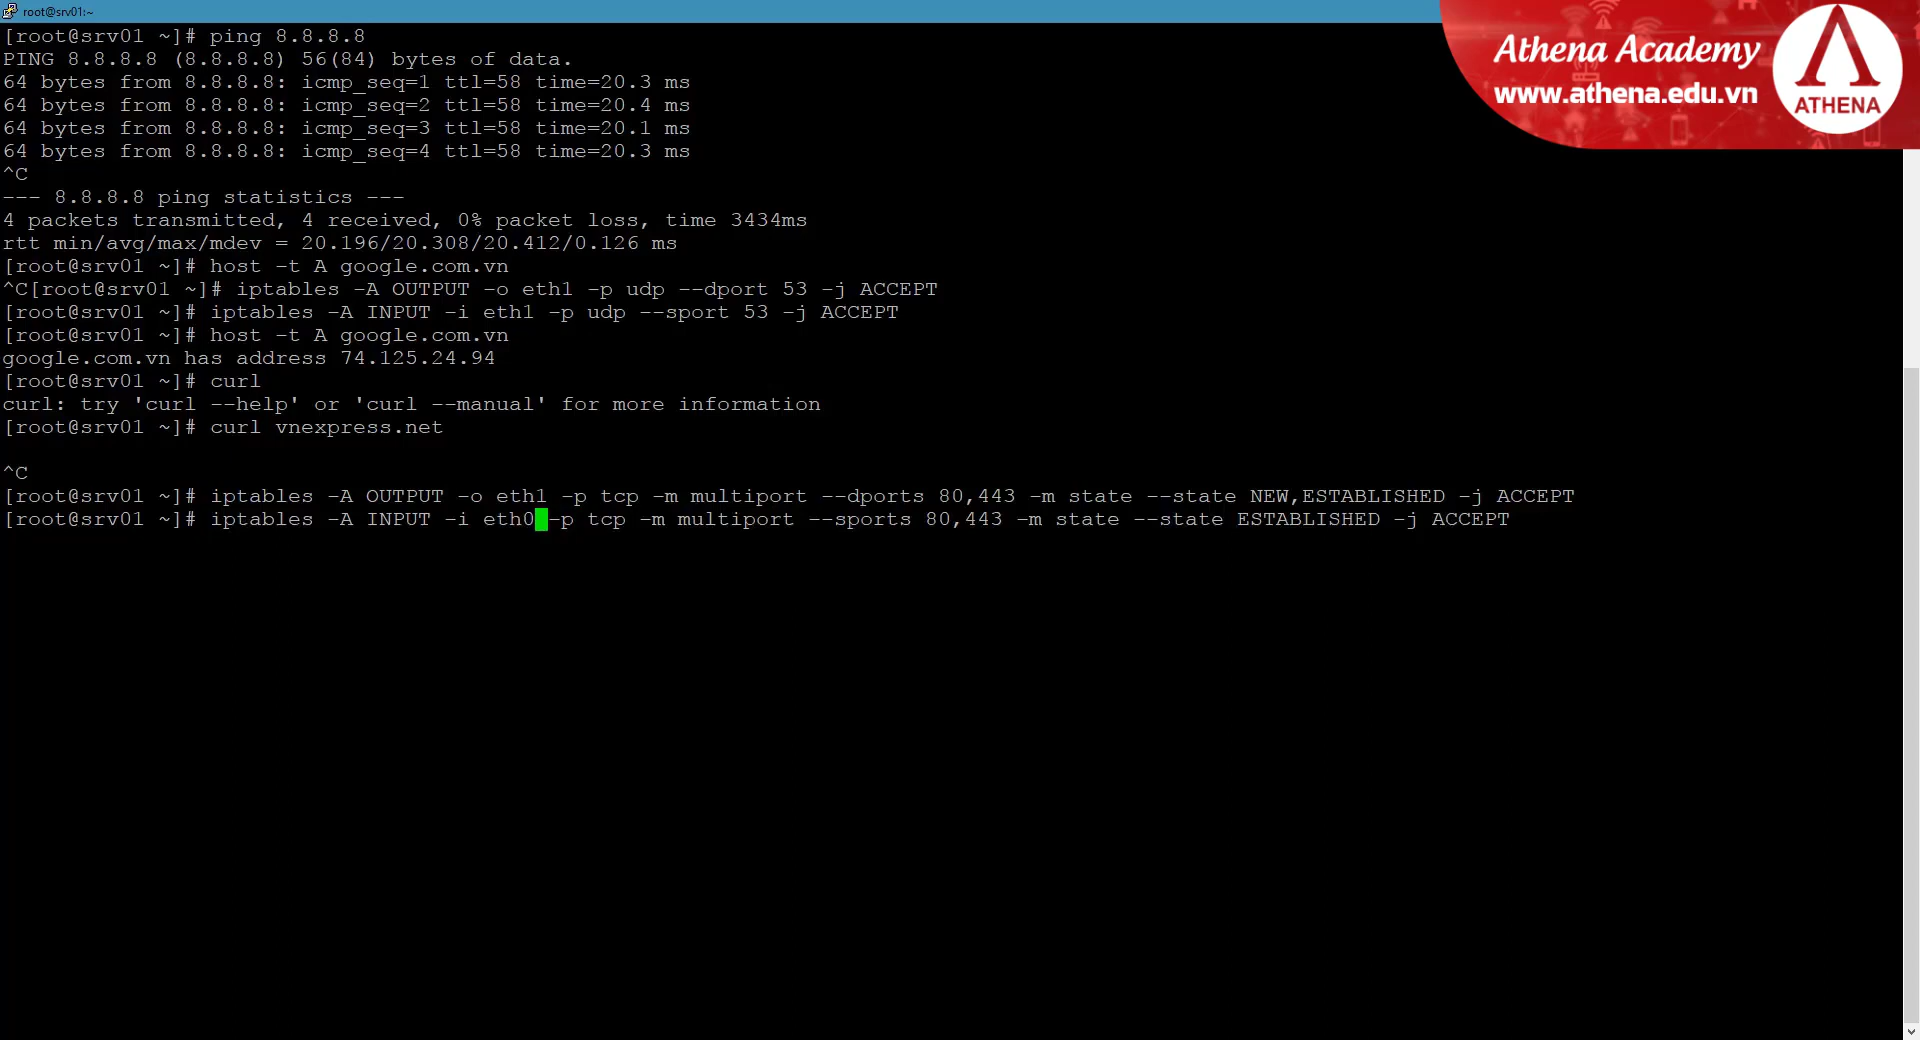 root@srv01:~
Athena Academy
www.athena.edu.vn
ATHENA
[root@srv01 ~]# ping 8.8.8.8
PING 8.8.8.8 (8.8.8.8) 56(84) bytes of data.
64 bytes from 8.8.8.8: icmp_seq=1 ttl=58 time=20.3 ms
64 bytes from 8.8.8.8: icmp_seq=2 ttl=58 time=20.4 ms
64 bytes from 8.8.8.8: icmp_seq=3 ttl=58 time=20.1 ms
64 bytes from 8.8.8.8: icmp_seq=4 ttl=58 time=20.3 ms
^C
--- 8.8.8.8 ping statistics ---
4 packets transmitted, 4 received, 0% packet loss, time 3434ms
rtt min/avg/max/mdev = 20.196/20.308/20.412/0.126 ms
[root@srv01 ~]# host -t A google.com.vn
^C[root@srv01 ~]# iptables -A OUTPUT -o eth1 -p udp --dport 53 -j ACCEPT
[root@srv01 ~]# iptables -A INPUT -i eth1 -p udp --sport 53 -j ACCEPT
[root@srv01 ~]# host -t A google.com.vn
google.com.vn has address 74.125.24.94
[root@srv01 ~]# curl
curl: try 'curl --help' or 'curl --manual' for more information
[root@srv01 ~]# curl vnexpress.net
^C
[root@srv01 ~]# iptables -A OUTPUT -o eth1 -p tcp -m multiport --dports 80,443 -m state --state NEW,ESTABLISHED -j ACCEPT
[root@srv01 ~]# iptables -A INPUT -i eth0 -p tcp -m multiport --sports 80,443 -m state --state ESTABLISHED -j ACCEPT